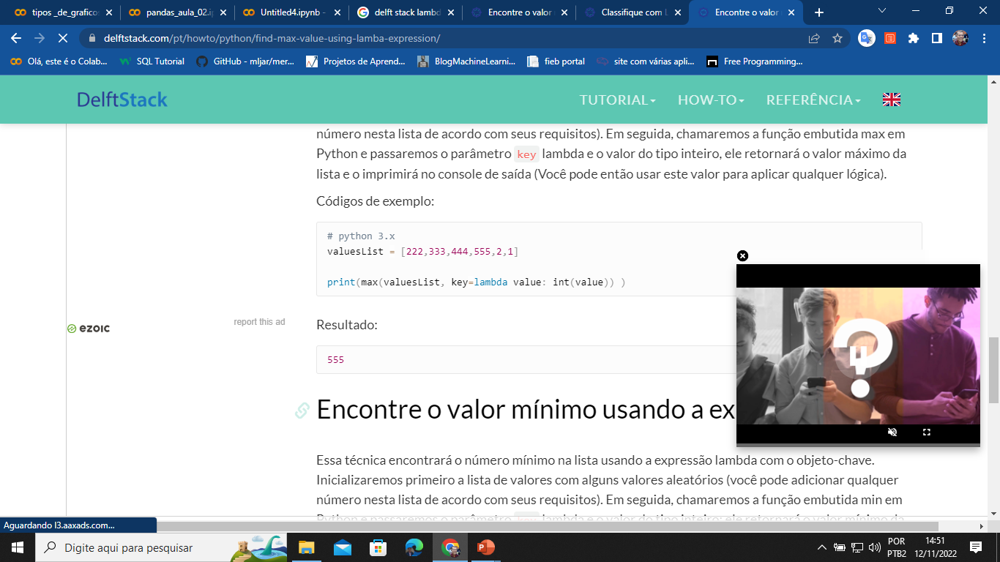 tipos _de_grafico
pandas_aula_02.i
Untitled4.ipynb -
delft stack lambd
Encontre o valor
Classifique com L
Encontre o valor
delftstack.com/pt/howto/python/find-max-value-using-lamba-expression/
Olá, este é o Colab...
SQL Tutorial
GitHub - mljar/mer...
Projetos de Aprend...
BlogMachineLearni...
fieb portal
site com várias apli...
Free Programming...
DelftStack
TUTORIAL
HOW-TO
REFERÊNCIA
número nesta lista de acordo com seus requisitos). Em seguida, chamaremos a função embutida max em
Python e passaremos o parâmetro key lambda e o valor do tipo inteiro, ele retornará o valor máximo da
lista e o imprimirá no console de saída (Você pode então usar este valor para aplicar qualquer lógica).
Códigos de exemplo:
# python 3.x
valuesList = [222,333,444,555,2,1]
print(max(valuesList, key=lambda value: int(value)) )
ezoic
report this ad
Resultado:
555
Encontre o valor mínimo usando a ex
Essa técnica encontrará o número mínimo na lista usando a expressão lambda com o objeto-chave.
Inicializaremos primeiro a lista de valores com alguns valores aleatórios (você pode adicionar qualquer
número nesta lista de acordo com seus requisitos). Em seguida, chamaremos a função embutida min em
Python e passaremos o parâmetro key lambda e o valor do tipo inteiro; ele retornará o valor mínimo da
Aguardando l3.aaxads.com...
Digite aqui para pesquisar
POR
PTB2
14:51
12/11/2022